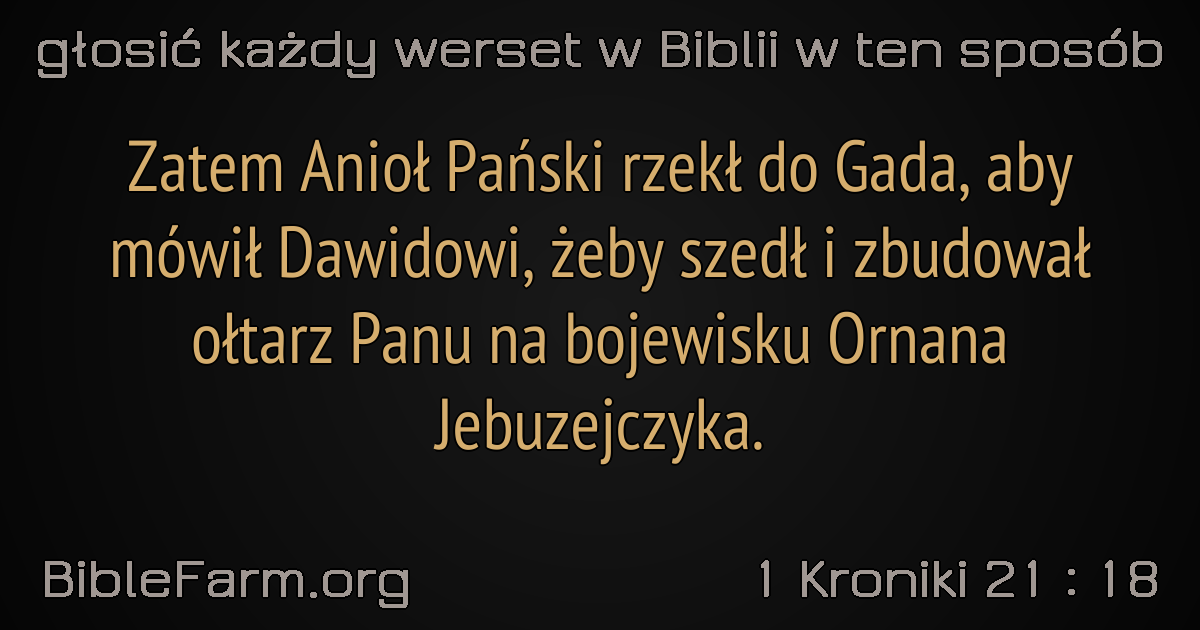 głosić każdy werset w Biblii w ten sposób
Zatem Anioł Pański rzekł do Gada, aby
mówił Dawidowi, żeby szedł i zbudował
ołtarz Panu na bojewisku Ornana
Jebuzejczyka.
BibleFarm.org
1 Kroniki 21 : 18